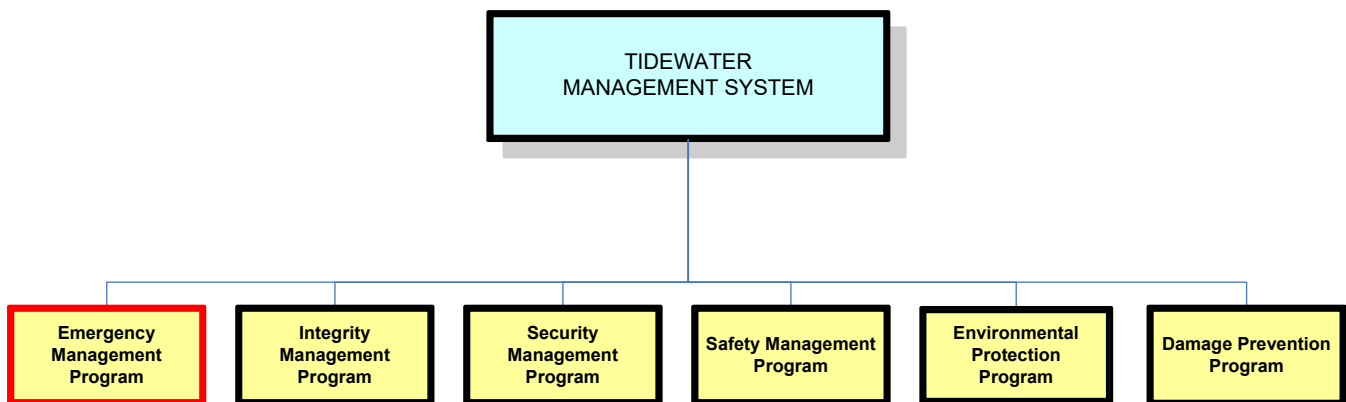 TIDEWATER
MANAGEMENT SYSTEM
Emergency
Management
Program
Integrity
Management
Program
Security
Management
Program
Safety Management
Program
Environmental
Protection
Program
Damage Prevention
Program